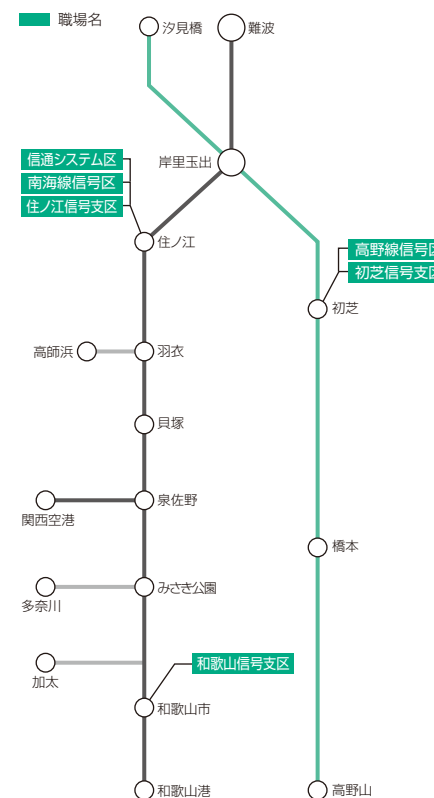 職場名
汐見橋
難波
信通システム区
南海線信号区
住ノ江信号支区
岸里玉出
住ノ江
高野線信号区
初芝信号支区
初芝
高師浜
羽衣
貝塚
泉佐野
関西空港
橋本
みさき公園
多奈川
加太
和歌山信号支区
和歌山市
和歌山港
高野山